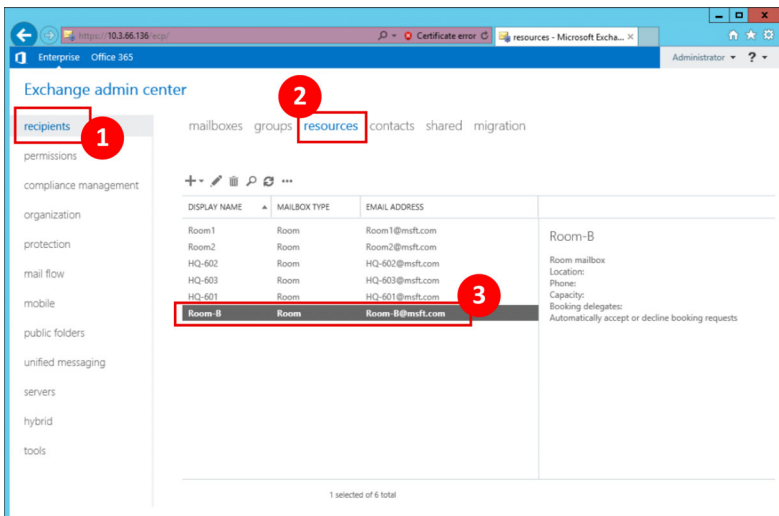 https://10.3.66.136/ecp/
Certificate error
resources - Microsoft Excha...
Enterprise Office 365
Administrator
?
Exchange admin center
2
recipients
1
mailboxes groups resources contacts shared migration
permissions
compliance management
organization
protection
mail flow
mobile
public folders
unified messaging
servers
hybrid
tools
DISPLAY NAME MAILBOX TYPE EMAIL ADDRESS
Room1 Room Room1@msft.com
Room2 Room Room2@msft.com
HQ-602 Room HQ-602@msft.com
HQ-603 Room HQ-603@msft.com
HQ-601 Room HQ-601@msft.com
3
Room-B Room Room-B@msft.com
Room-B
Room mailbox
Location:
Phone:
Capacity:
Booking delegates:
Automatically accept or decline booking requests
1 selected of 6 total